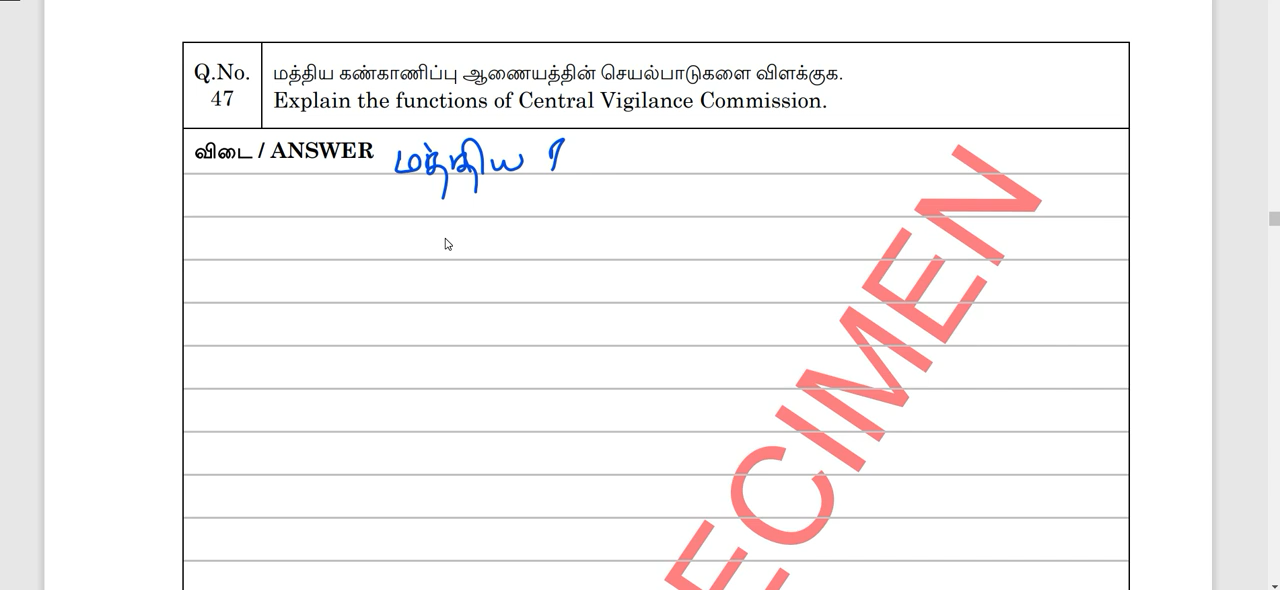 Q.No. மத்திய கண்காணிப்பு ஆணையத்தின் செயல்பாடுகளை விளக்குக.
47 Explain the functions of Central Vigilance Commission.
விடை / ANSWER மத்திய
ECIMEN